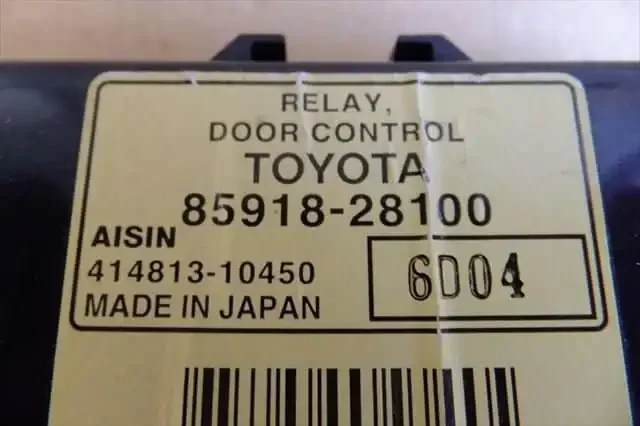 RELAY,
DOOR CONTROL
TOYOTA
85918-28100
AISIN
414813-10450
6D04
MADE IN JAPAN